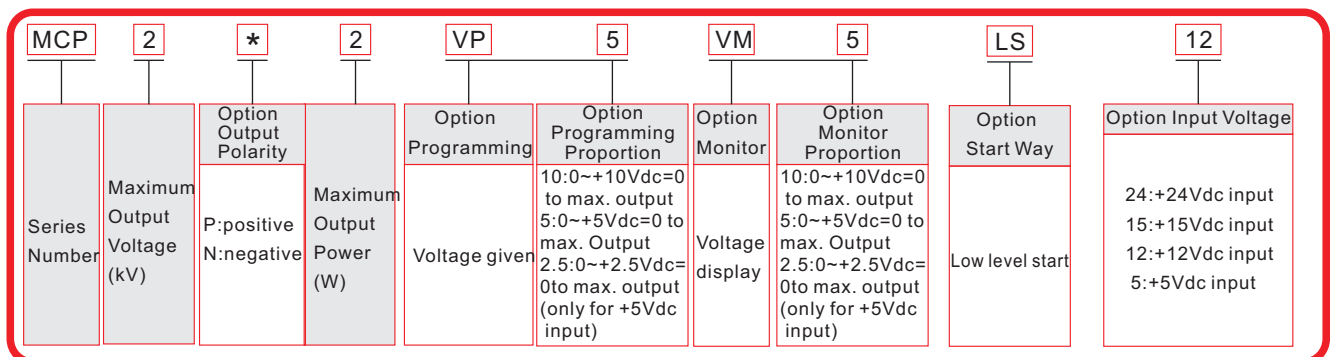 MCP 2 * 2 VP 5 VM 5 LS 12
Series
Number
Maximum
Output
Voltage
(kV)
Option
Output
Polarity
P:positive
N:negative
Maximum
Output
Power
(W)
Option
Programming
Voltage given
Option
Programming
Proportion
10:0~+10Vdc=0
to max. output
5:0~+5Vdc=0 to
max. Output
2.5:0~+2.5Vdc=
0to max. output
(only for +5Vdc
input)
Option
Monitor
Voltage
display
Option
Monitor
Proportion
10:0~+10Vdc=0
to max. output
5:0~+5Vdc=0 to
max. Output
2.5:0~+2.5Vdc=
0to max. output
(only for +5Vdc
input)
Option
Start Way
Low level start
Option Input Voltage
24:+24Vdc input
15:+15Vdc input
12:+12Vdc input
5:+5Vdc input